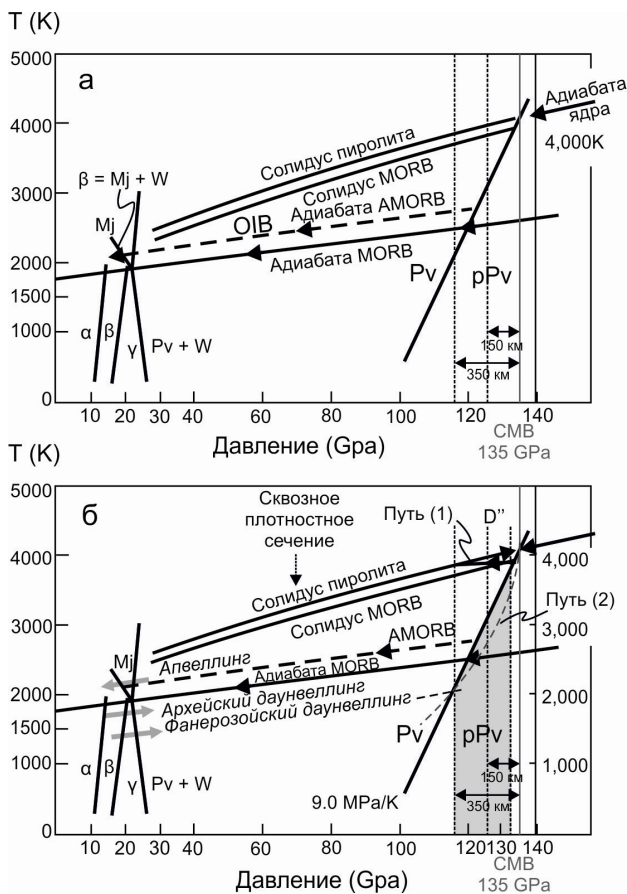 T (K)
5000
а
Адиабата
ядра
4000
4,000K
Солидус пиролита
Солидус MORB
β = Mj + W
3000
Mj
OIB
Адиабата AMORB
Адиабата MORB
2000
Pv
pPv
1500
1000
α
β
γ
Pv + W
150 км
350 км
0
10
20
30
40
60
80
100
120
140
Давление (Gpa)
CMB
135 GPa
T (K)
5000
б
Сквозное
плотностное
сечение
Путь (1)
D”
4000
4,000
Солидус пиролита
Солидус MORB
Путь (2)
3000
3,000
AMORB
Mj
Апвеллинг
Адиабата MORB
2000
2,000
Архейский даунвеллинг
Фанерозойский даунвеллинг
1500
Pv
pPv
1000
1,000
α
β
γ
Pv + W
150 км
9.0 MPa/K
350 км
0
10
20
30
40
60
80
100
120
130
140
Давление (Gpa)
CMB
135 GPa